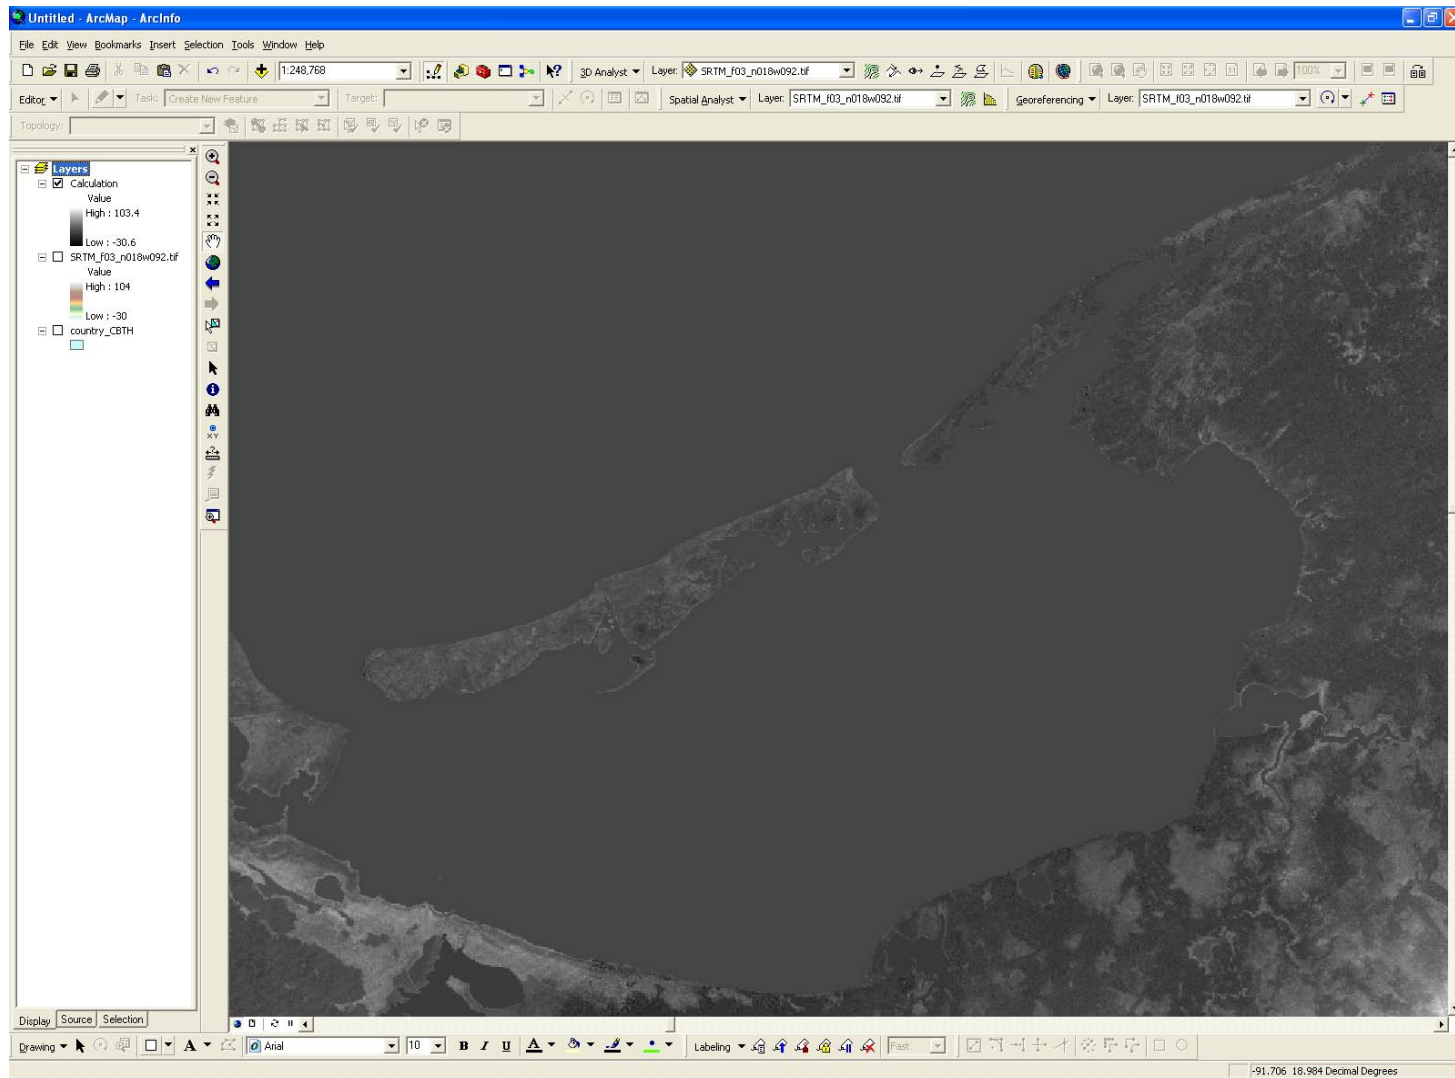 Untitled - ArcMap - ArcInfo
File Edit View Bookmarks Insert Selection Tools Window Help
1:248,768 3D Analyst Layer: SRTM_f03_n018w092.tif 100%
Editor Task: Create New Feature Target: Spatial Analyst Layer: SRTM_f03_n018w092.tif Georeferencing Layer: SRTM_f03_n018w092.tif
Topology:
Layers
Calculation
Value
High : 103.4
Low : -30.6
SRTM_f03_n018w092.tif
Value
High : 104
Low : -30
country_CBTH
XY
Display Source Selection
Drawing A Arial 10 B I U A Labeling Fast
-91.706 18.984 Decimal Degrees